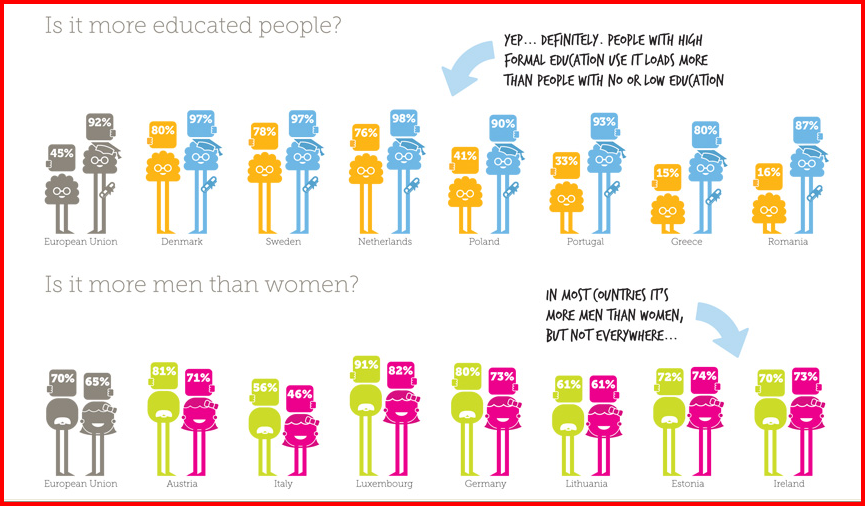 Is it more educated people?
YEP... DEFINITELY. PEOPLE WITH HIGH
FORMAL EDUCATION USE IT LOADS MORE
THAN PEOPLE WITH NO OR LOW EDUCATION
45% 92% 80% 97% 78% 97% 76% 98% 41% 90% 33% 93% 15% 80% 16% 87%
European Union Denmark Sweden Netherlands Poland Portugal Greece Romania
Is it more men than women?
IN MOST COUNTRIES IT'S
MORE MEN THAN WOMEN,
BUT NOT EVERYWHERE...
70% 65% 81% 71% 56% 46% 91% 82% 80% 73% 61% 61% 72% 74% 70% 73%
European Union Austria Italy Luxembourg Germany Lithuania Estonia Ireland